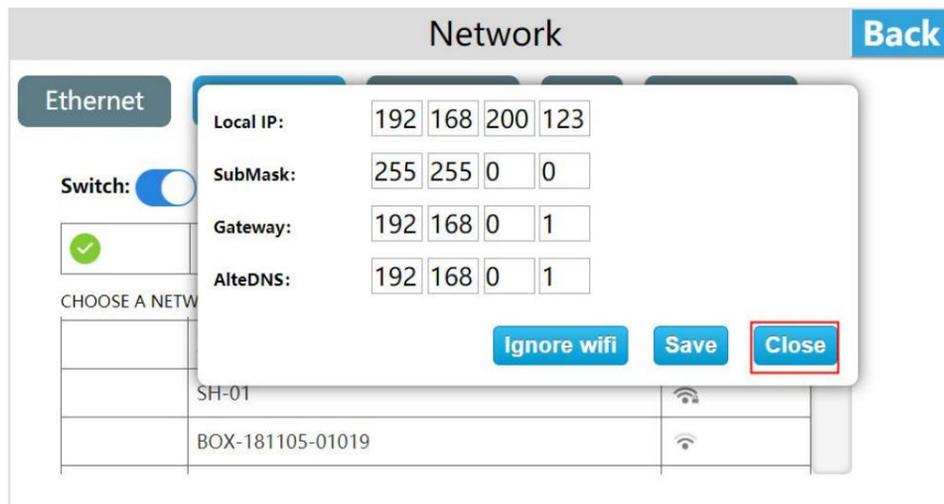 Network
Back
Ethernet
Local IP: 192 168 200 123
SubMask: 255 255 0 0
Switch:
Gateway: 192 168 0 1
AlteDNS: 192 168 0 1
CHOOSE A NETW
Ignore wifi Save Close
SH-01
BOX-181105-01019